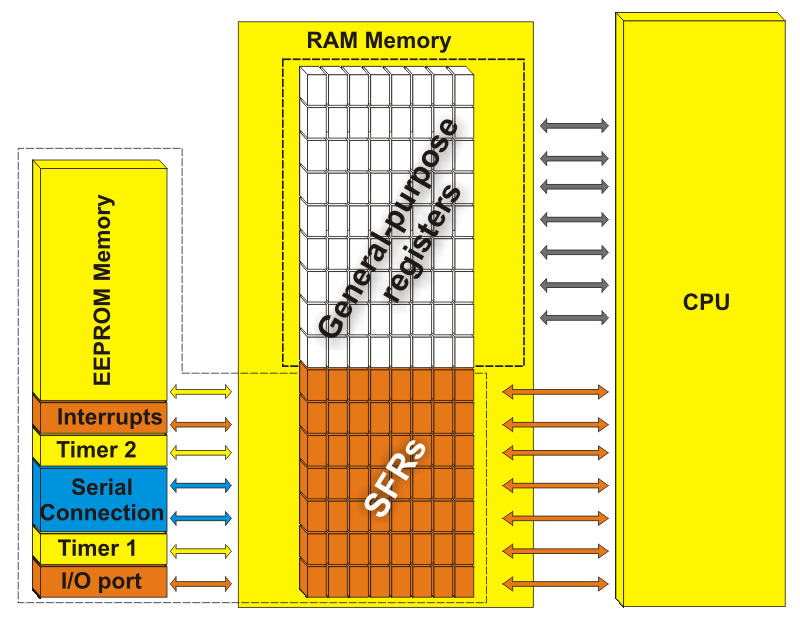 RAM Memory
General-purpose
registers
CPU
EEPROM Memory
Interrupts
Timer 2
Serial
Connection
Timer 1
I/O port
SFRs